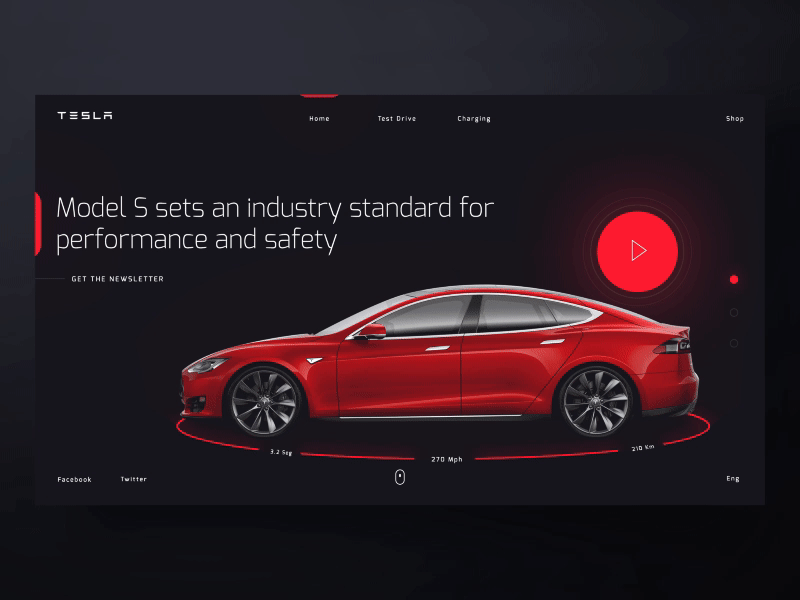 TESLA
Home
Test Drive
Charging
Shop
Model S sets an industry standard for
performance and safety
GET THE NEWSLETTER
3.2 Seg
270 Mph
210 Km
Facebook
Twitter
Eng